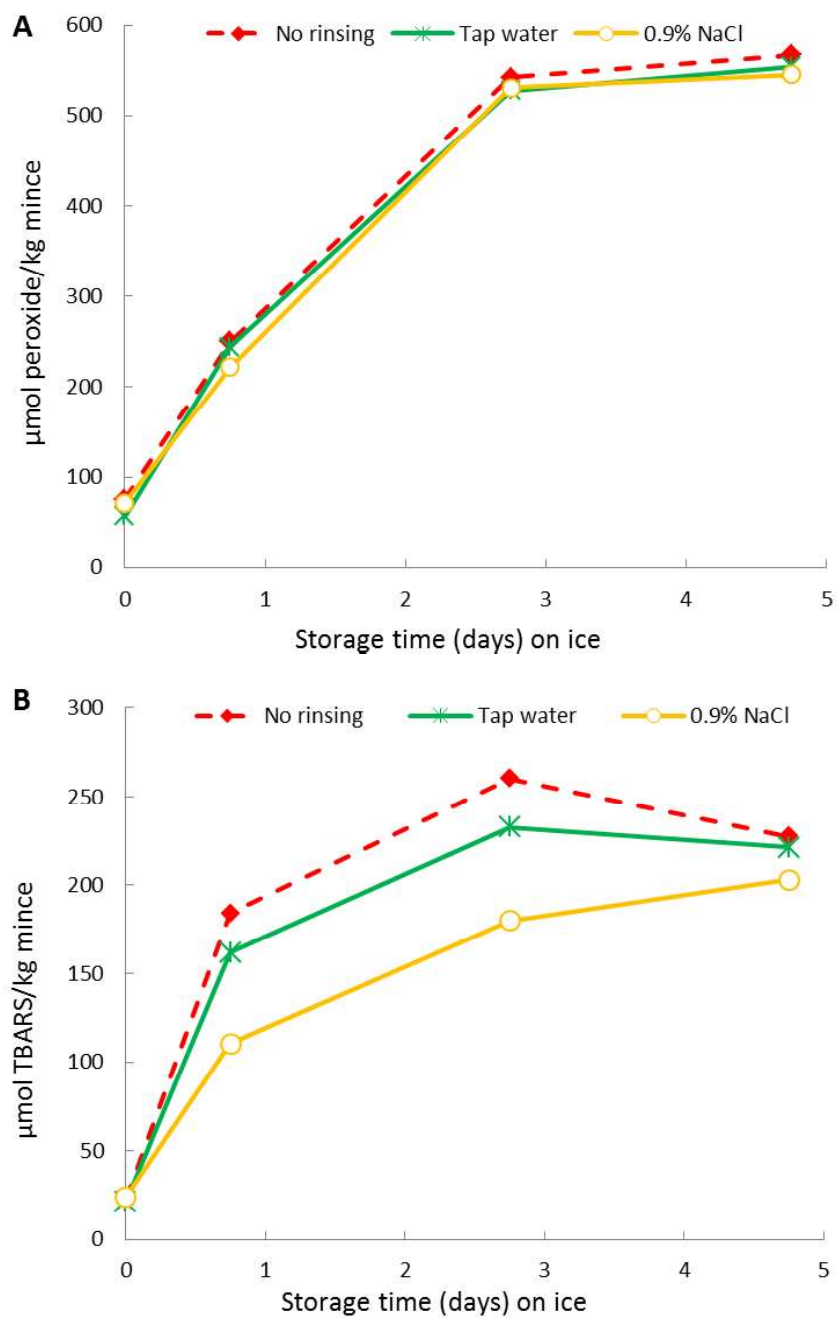 A
No rinsing Tap water 0.9% NaCl
600
500
400
300
200
100
0
µmol peroxide/kg mince
0 1 2 3 4 5
Storage time (days) on ice
B
No rinsing Tap water 0.9% NaCl
300
250
200
150
100
50
0
µmol TBARS/kg mince
0 1 2 3 4 5
Storage time (days) on ice